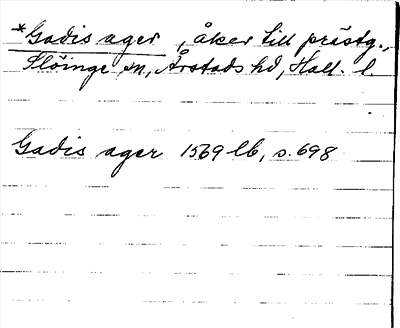 *Gadis ager, åker till prästg.,
Slöinge sn, Årstads hd, Hall. l.
Gadis ager 1569 lb, s. 698